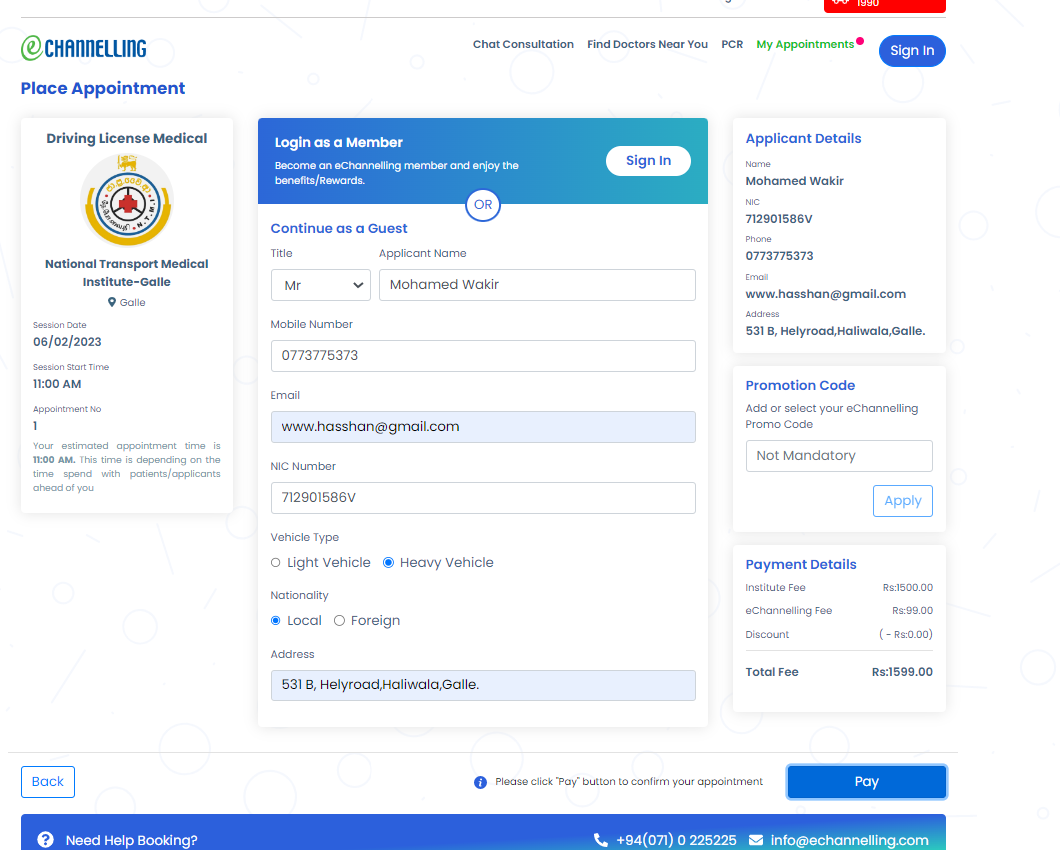 1990
CHANNELLING
Chat Consultation Find Doctors Near You PCR My Appointments Sign In
Place Appointment
Driving License Medical
National Transport Medical
Institute-Galle
Galle
Session Date
06/02/2023
Session Start Time
11:00 AM
Appointment No
1
Your estimated appointment time is
11:00 AM. This time is depending on the
time spend with patients/applicants
ahead of you
Login as a Member
Become an eChannelling member and enjoy the
benefits/Rewards.
Sign In
OR
Continue as a Guest
Title Applicant Name
Mr Mohamed Wakir
Mobile Number
0773775373
Email
www.hasshan@gmail.com
NIC Number
712901586V
Vehicle Type
Light Vehicle Heavy Vehicle
Nationality
Local Foreign
Address
531 B, Helyroad,Haliwala,Galle.
Applicant Details
Name
Mohamed Wakir
NIC
712901586V
Phone
0773775373
Email
www.hasshan@gmail.com
Address
531 B, Helyroad,Haliwala,Galle.
Promotion Code
Add or select your eChannelling
Promo Code
Not Mandatory
Apply
Payment Details
Institute Fee Rs:1500.00
eChannelling Fee Rs:99.00
Discount ( - Rs:0.00)
Total Fee Rs:1599.00
Back
Please click "Pay" button to confirm your appointment
Pay
Need Help Booking? +94(071) 0 225225 info@echannelling.com